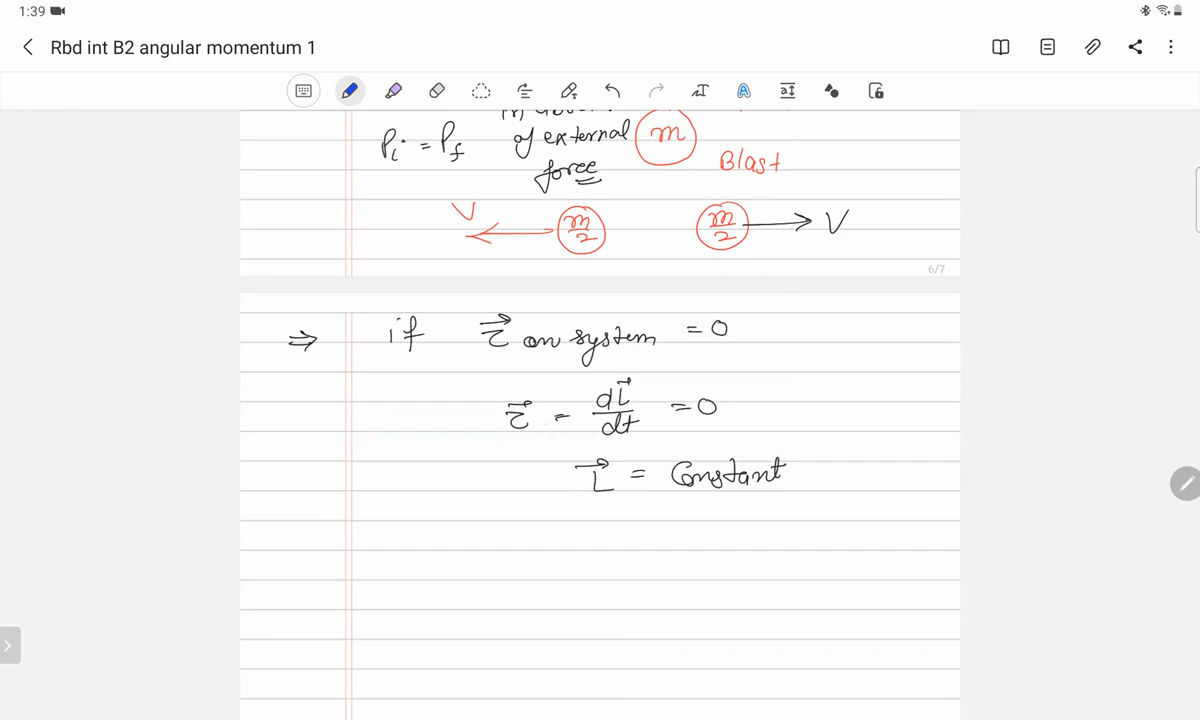 1:39
Rbd int B2 angular momentum 1
Pi = Pf of external force
m
Blast
V m/2 m/2 V
6/7
⇒ if τ⃗ on system = 0
τ⃗ = dL⃗/dt = 0
L⃗ = Constant